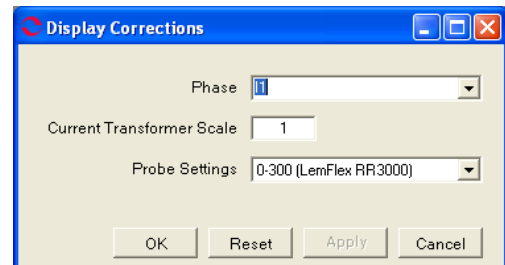 Display Corrections
Phase I1
Current Transformer Scale 1
Probe Settings 0-300 (LemFlex RR3000)
OK Reset Apply Cancel